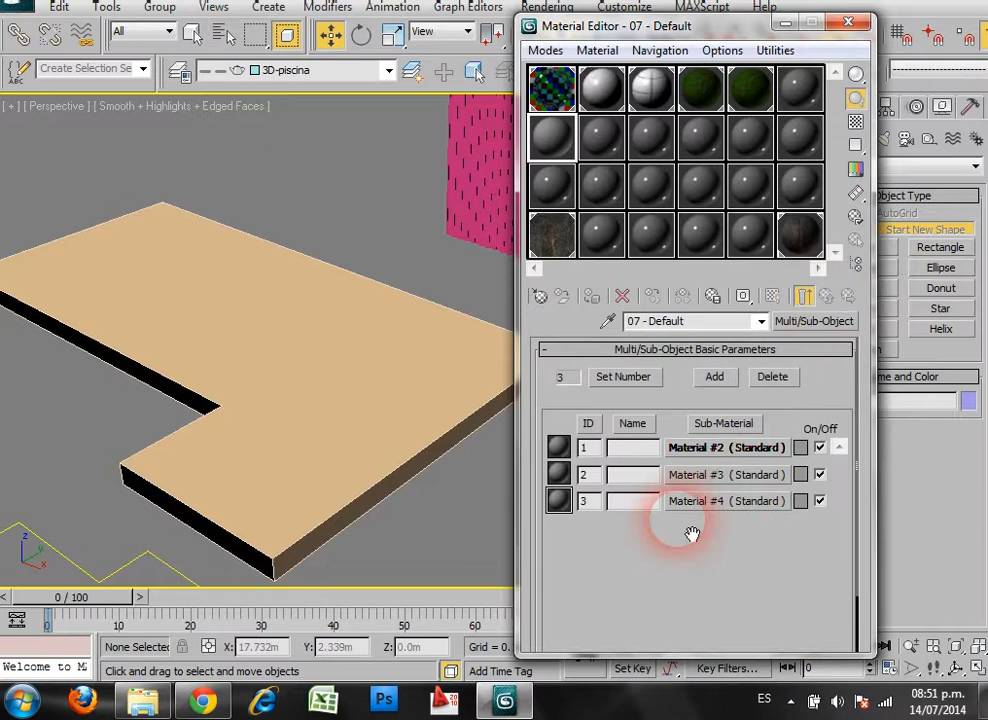 Edit Tools Group Views Create Modifiers Animation Graph Editors Rendering Customize MAXScript Help
Material Editor - 07 - Default
Modes Material Navigation Options Utilities
All
View
Create Selection Se
3D-piscina
[ + ] [ Perspective ] [ Smooth + Highlights + Edged Faces ]
Object Type
AutoGrid
Start New Shape
Rectangle
Ellipse
Donut
Star
Helix
07 - Default
Multi/Sub-Object
Multi/Sub-Object Basic Parameters
3 Set Number Add Delete
me and Color
ID Name Sub-Material On/Off
1 Material #2 ( Standard )
2 Material #3 ( Standard )
3 Material #4 ( Standard )
z
y
x
0 / 100
0 10 20 30 40 50 60
None Selected X: 17.732m Y: 2.339m Z: 0.0m Grid =
Welcome to M
Click and drag to select and move objects
Add Time Tag
Set Key Key Filters...
0
Ps
ES
08:51 p.m.
14/07/2014